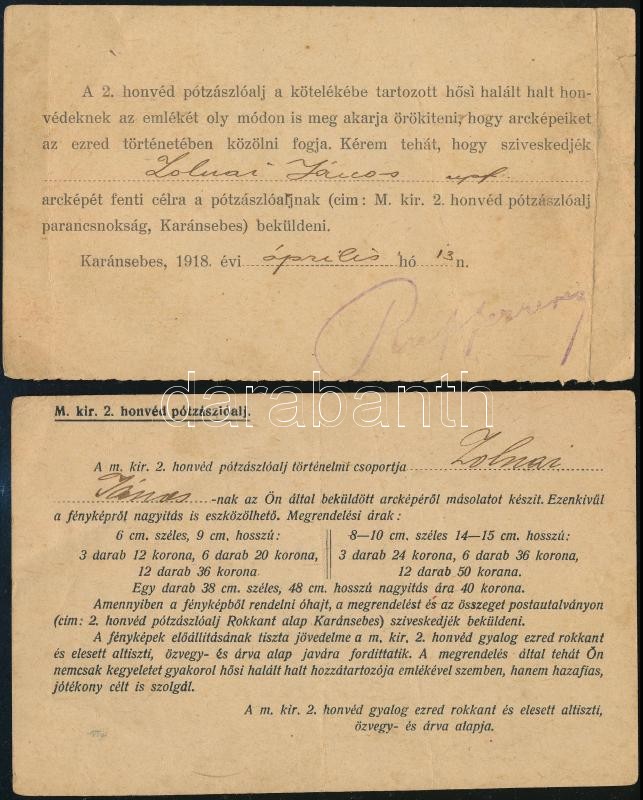 A 2. honvéd pótzászlóalj a kötelékébe tartozott hősi halált halt hon-
védeknek az emlékét oly módon is meg akarja örökiteni, hogy arcképeiket
az ezred történetében közölni fogja. Kérem tehát, hogy sziveskedjék
Zolnai János
arcképét fenti célra a pótzászlóaljnak (cim: M. kir. 2. honvéd pótzászlóalj
parancsnokság, Karánsebes) beküldeni.
Karánsebes, 1918. évi április hó 13 n.
darabanth
M. kir. 2. honvéd pótzászlóalj.
A m. kir. 2. honvéd pótzászlóalj történelmi csoportja Zolnai
János -nak az Ön által beküldött arcképéről másolatot készit. Ezenkivűl
a fényképről nagyitás is eszközölhető. Megrendelési árak :
6 cm. széles, 9 cm. hosszú:
3 darab 12 korona, 6 darab 20 korona,
12 darab 36 korona
8—10 cm. széles 14—15 cm. hosszú:
3 darab 24 korona, 6 darab 36 korona,
12 darab 50 korana.
Egy darab 38 cm. széles, 48 cm. hosszú nagyitás ára 40 korona.
Amennyiben a fényképből rendelni óhajt, a megrendelést és az összeget postautalványon
(cim: 2. honvéd pótzászlóalj Rokkant alap Karánsebes) sziveskedjék beküldeni.
A fényképek előállitásának tiszta jövedelme a m, kir. 2. honvéd gyalog ezred rokkant
és elesett altiszti, özvegy- és árva alap javára fordittatik. A megrendelés által tehát Ön
nemcsak kegyeletet gyakorol hősi halált halt hozzátartozója emlékével szemben, hanem hazafias,
jótékony célt is szolgál.
A m. kir. 2. honvéd gyalog ezred rokkant és elesett altiszti,
özvegy- és árva alapja.